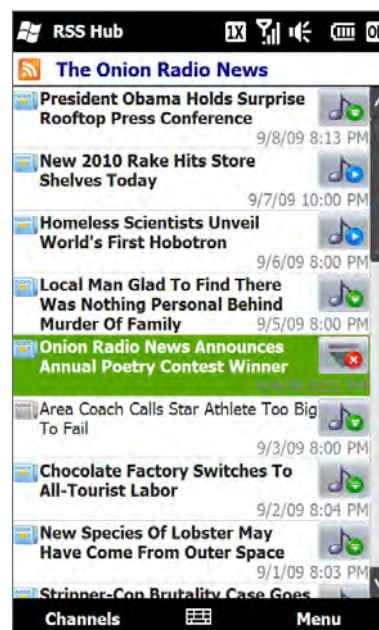 RSS Hub 1X
The Onion Radio News
President Obama Holds Surprise
Rooftop Press Conference
9/8/09 8:13 PM
New 2010 Rake Hits Store
Shelves Today
9/7/09 10:00 PM
Homeless Scientists Unveil
World's First Hobotron
9/6/09 8:00 PM
Local Man Glad To Find There
Was Nothing Personal Behind
Murder Of Family 9/5/09 8:00 PM
Onion Radio News Announces
Annual Poetry Contest Winner
Area Coach Calls Star Athlete Too Big
To Fail
9/3/09 8:00 PM
Chocolate Factory Switches To
All-Tourist Labor
9/2/09 8:04 PM
New Species Of Lobster May
Have Come From Outer Space
9/1/09 8:03 PM
Stripper-Cop Brutality Case Goes
Channels Menu